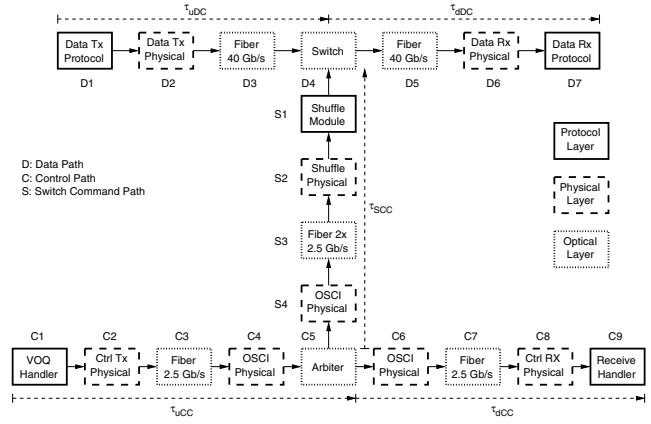 τuDC
τdDC
Data Tx
Protocol
Data Tx
Physical
Fiber
40 Gb/s
Switch
Fiber
40 Gb/s
Data Rx
Physical
Data Rx
Protocol
D1
D2
D3
D4
D5
D6
D7
S1
Shuffle
Module
Protocol
Layer
D: Data Path
C: Control Path
S: Switch Command Path
S2
Shuffle
Physical
τSCC
Physical
Layer
S3
Fiber 2x
2.5 Gb/s
Optical
Layer
S4
OSCI
Physical
C1
C2
C3
C4
C5
C6
C7
C8
C9
VOQ
Handler
Ctrl Tx
Physical
Fiber
2.5 Gb/s
OSCI
Physical
Arbiter
OSCI
Physical
Fiber
2.5 Gb/s
Ctrl RX
Physical
Receive
Handler
τuCC
τdCC